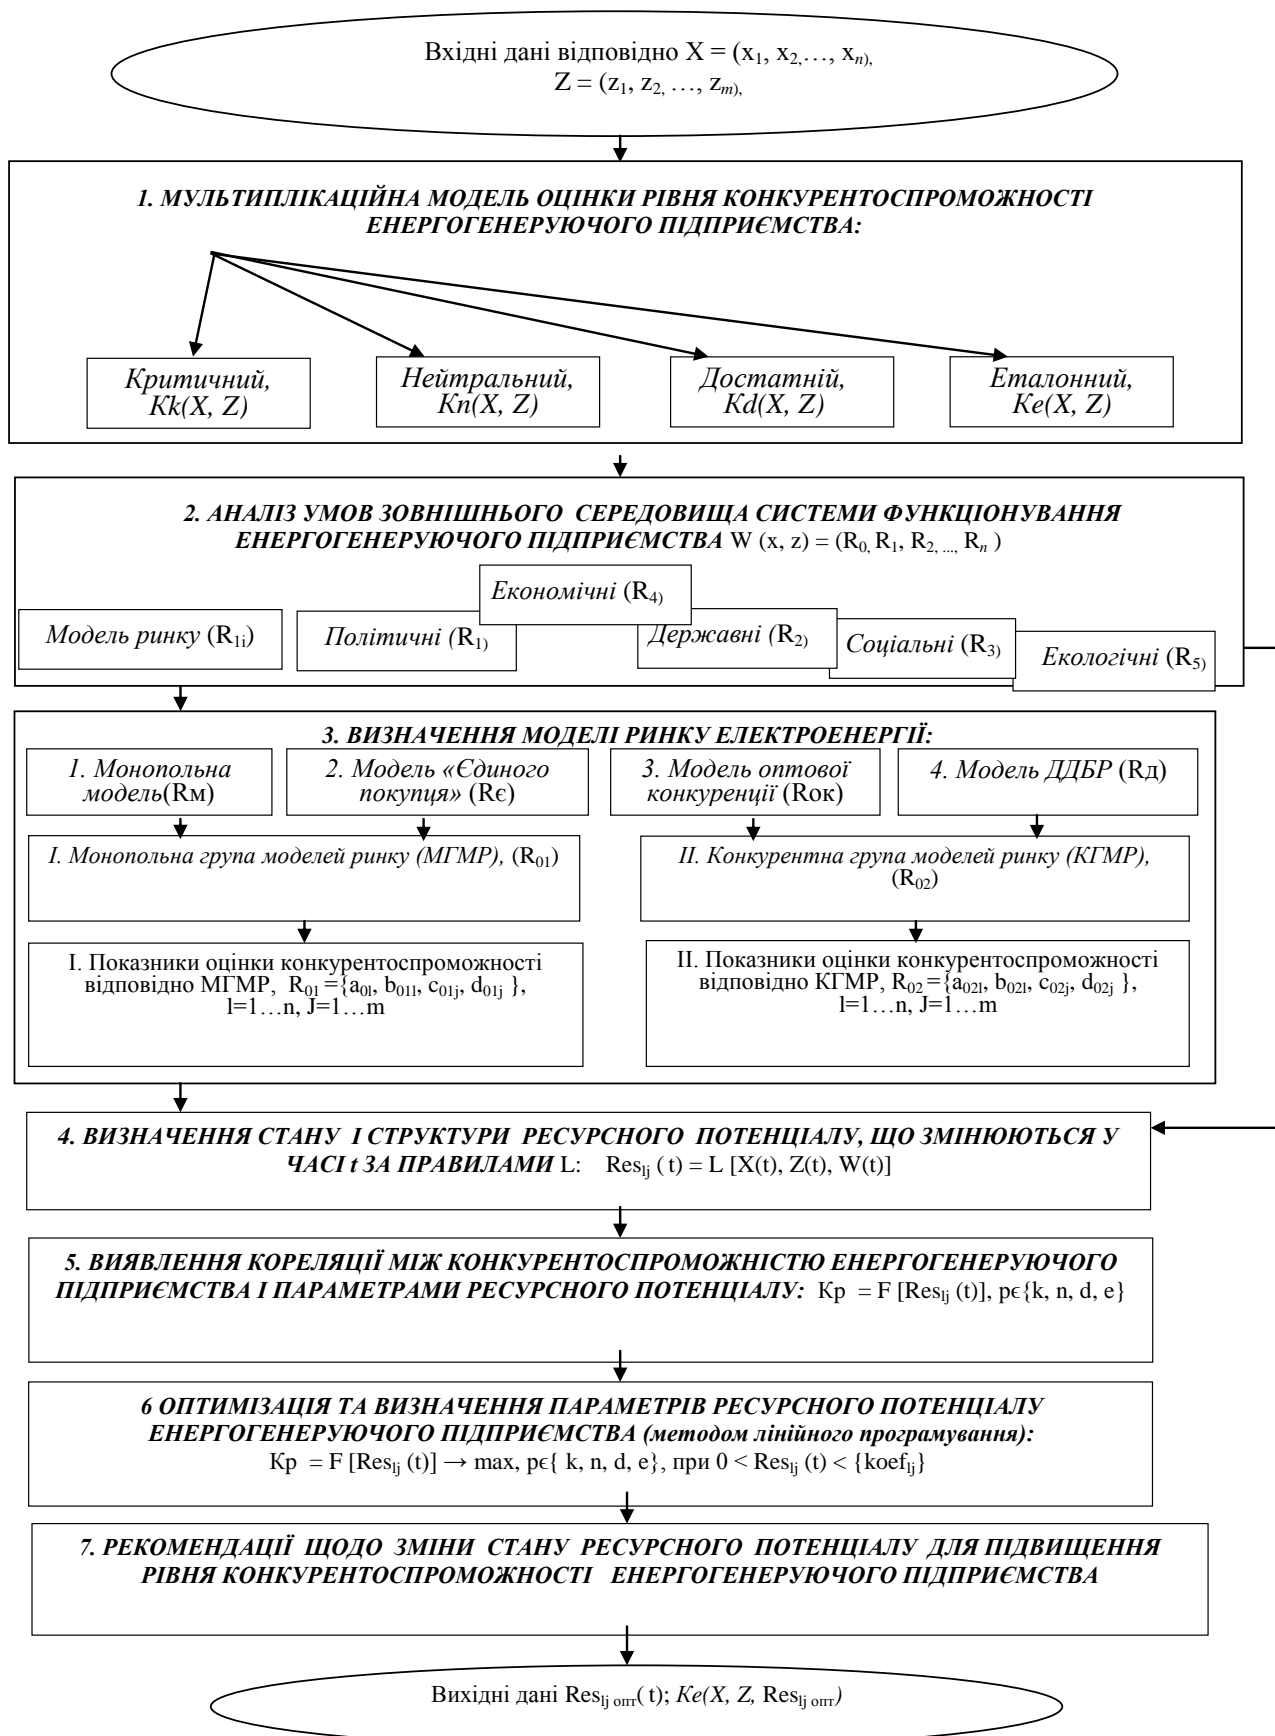 Вхідні дані відповідно X = (x₁, x₂,…, xₙ),
Z = (z₁, z₂, …, zₘ),
1. МУЛЬТИПЛІКАЦІЙНА МОДЕЛЬ ОЦІНКИ РІВНЯ КОНКУРЕНТОСПРОМОЖНОСТІ
ЕНЕРГОГЕНЕРУЮЧОГО ПІДПРИЄМСТВА:
Критичний,
Kk(X, Z)
Нейтральний,
Kn(X, Z)
Достатній,
Kd(X, Z)
Еталонний,
Ke(X, Z)
2. АНАЛІЗ УМОВ ЗОВНІШНЬОГО СЕРЕДОВИЩА СИСТЕМИ ФУНКЦІОНУВАННЯ
ЕНЕРГОГЕНЕРУЮЧОГО ПІДПРИЄМСТВА W (x, z) = (R₀, R₁, R₂, ..., Rₙ )
Економічні (R₄)
Модель ринку (R₁ᵢ)
Політичні (R₁)
Державні (R₂)
Соціальні (R₃)
Екологічні (R₅)
3. ВИЗНАЧЕННЯ МОДЕЛІ РИНКУ ЕЛЕКТРОЕНЕРГІЇ:
1. Монопольна
модель(Rм)
2. Модель «Єдиного
покупця» (Rє)
3. Модель оптової
конкуренції (Rок)
4. Модель ДДБР (Rд)
I. Монопольна група моделей ринку (МГМР), (R₀₁)
II. Конкурентна група моделей ринку (КГМР),
(R₀₂)
I. Показники оцінки конкурентоспроможності
відповідно МГМР, R₀₁ ={a₀ₗ, b₀₁ₗ, c₀₁ⱼ, d₀₁ⱼ },
l=1…n, J=1…m
II. Показники оцінки конкурентоспроможності
відповідно КГМР, R₀₂ ={a₀₂ₗ, b₀₂ₗ, c₀₂ⱼ, d₀₂ⱼ },
l=1…n, J=1…m
4. ВИЗНАЧЕННЯ СТАНУ І СТРУКТУРИ РЕСУРСНОГО ПОТЕНЦІАЛУ, ЩО ЗМІНЮЮТЬСЯ У
ЧАСІ t ЗА ПРАВИЛАМИ L: Resₗⱼ ( t) = L [X(t), Z(t), W(t)]
5. ВИЯВЛЕННЯ КОРЕЛЯЦІЇ МІЖ КОНКУРЕНТОСПРОМОЖНІСТЮ ЕНЕРГОГЕНЕРУЮЧОГО
ПІДПРИЄМСТВА І ПАРАМЕТРАМИ РЕСУРСНОГО ПОТЕНЦІАЛУ: Kp = F [Resₗⱼ (t)], pє{k, n, d, e}
6 ОПТИМІЗАЦІЯ ТА ВИЗНАЧЕННЯ ПАРАМЕТРІВ РЕСУРСНОГО ПОТЕНЦІАЛУ
ЕНЕРГОГЕНЕРУЮЧОГО ПІДПРИЄМСТВА (методом лінійного програмування):
Kp = F [Resₗⱼ (t)] → max, pє{ k, n, d, e}, при 0 < Resₗⱼ (t) < {koefₗⱼ}
7. РЕКОМЕНДАЦІЇ ЩОДО ЗМІНИ СТАНУ РЕСУРСНОГО ПОТЕНЦІАЛУ ДЛЯ ПІДВИЩЕННЯ
РІВНЯ КОНКУРЕНТОСПРОМОЖНОСТІ ЕНЕРГОГЕНЕРУЮЧОГО ПІДПРИЄМСТВА
Вихідні дані Resₗⱼ опт( t); Ke(X, Z, Resₗⱼ опт)